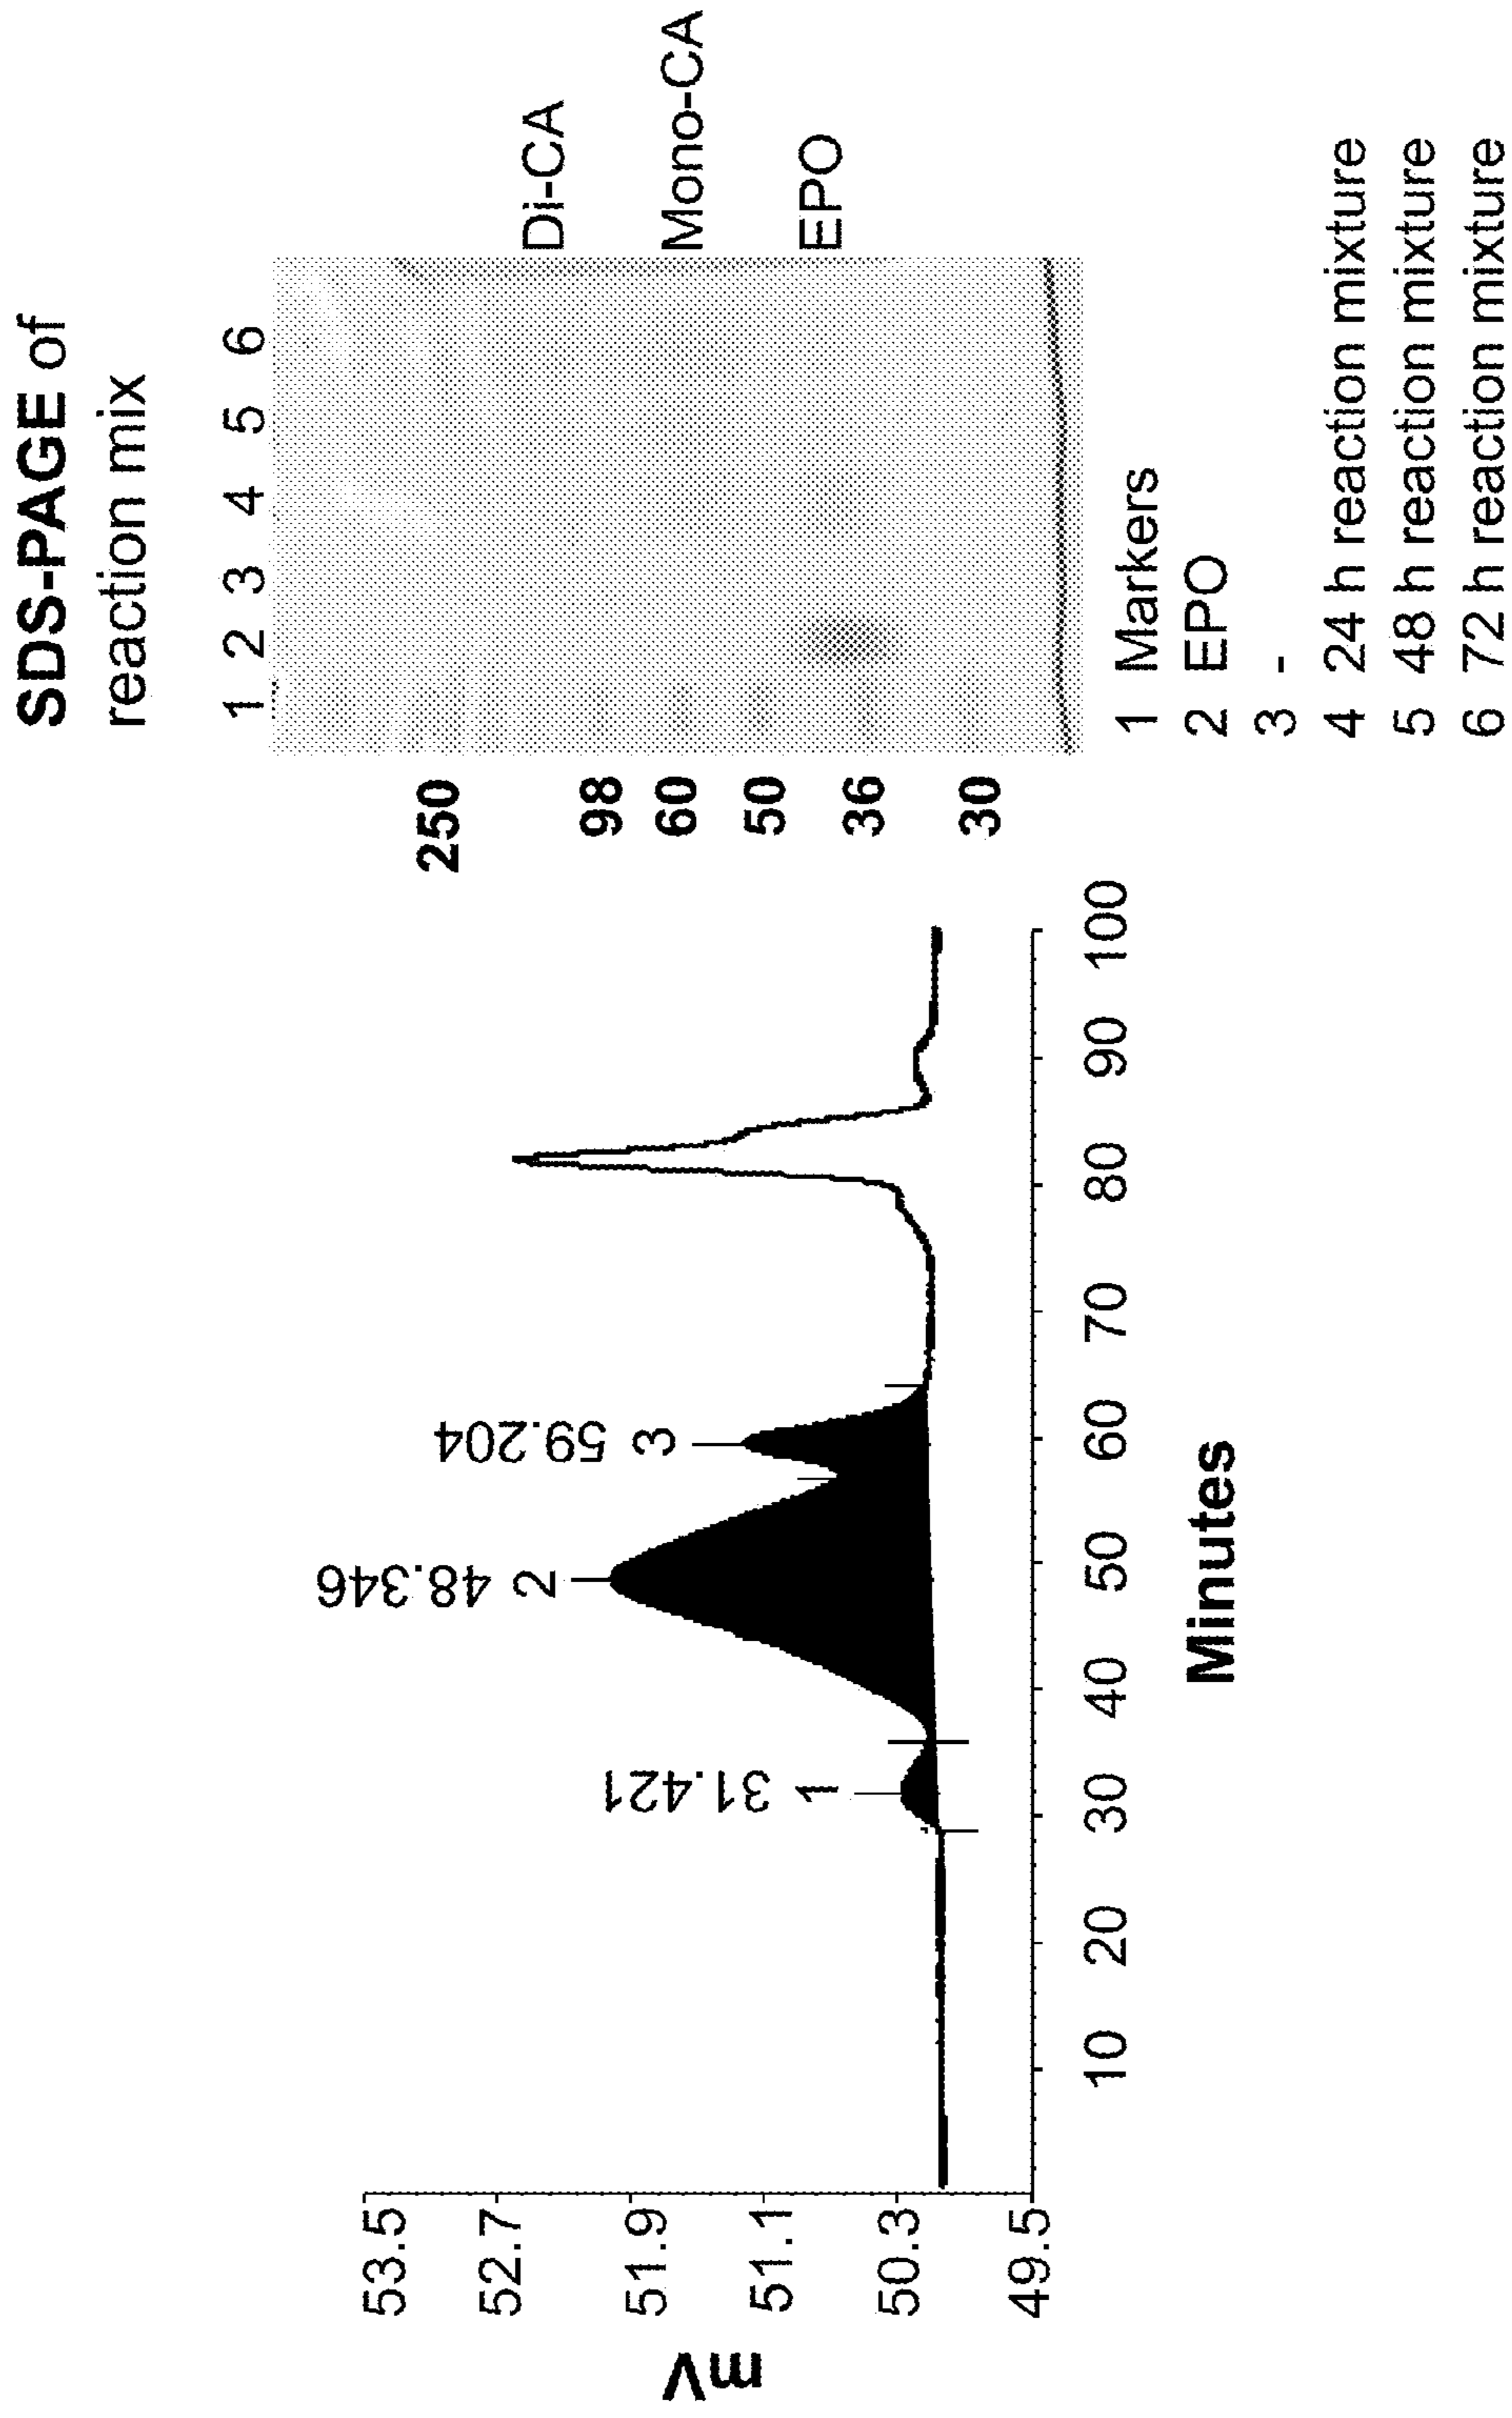 SDS-PAGE of
reaction mix
1 2 3 4 5 6
250
98
60
50
36
30
Di-CA
Mono-CA
EPO
1 Markers
2 EPO
3 -
4 24 h reaction mixture
5 48 h reaction mixture
6 72 h reaction mixture
mV
53.5
52.7
51.9
51.1
50.3
49.5
31.421
1
48.346
2
59.204
3
10 20 30 40 50 60 70 80 90 100
Minutes